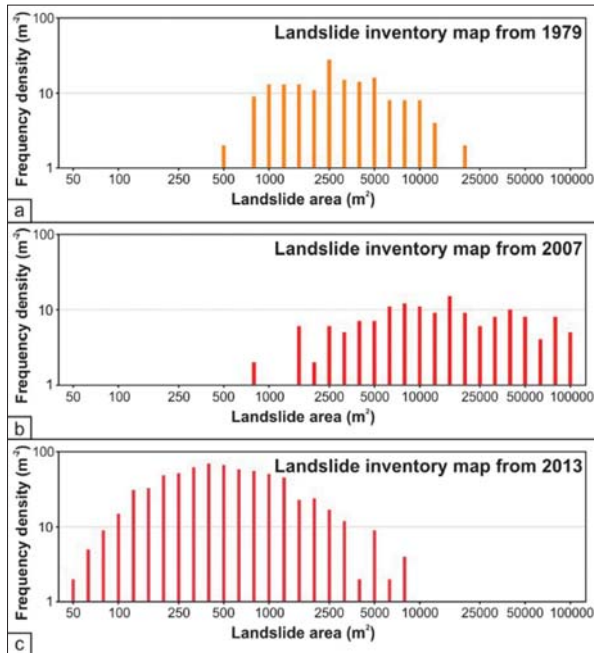 Landslide inventory map from 1979
Frequency density (m⁻²)
100
10
1
50 100 250 500 1000 2500 5000 10000 25000 50000 100000
Landslide area (m²)
a
Landslide inventory map from 2007
Frequency density (m⁻²)
100
10
1
50 100 250 500 1000 2500 5000 10000 25000 50000 100000
Landslide area (m²)
b
Landslide inventory map from 2013
Frequency density (m⁻²)
100
10
1
50 100 250 500 1000 2500 5000 10000 25000 50000 100000
Landslide area (m²)
c